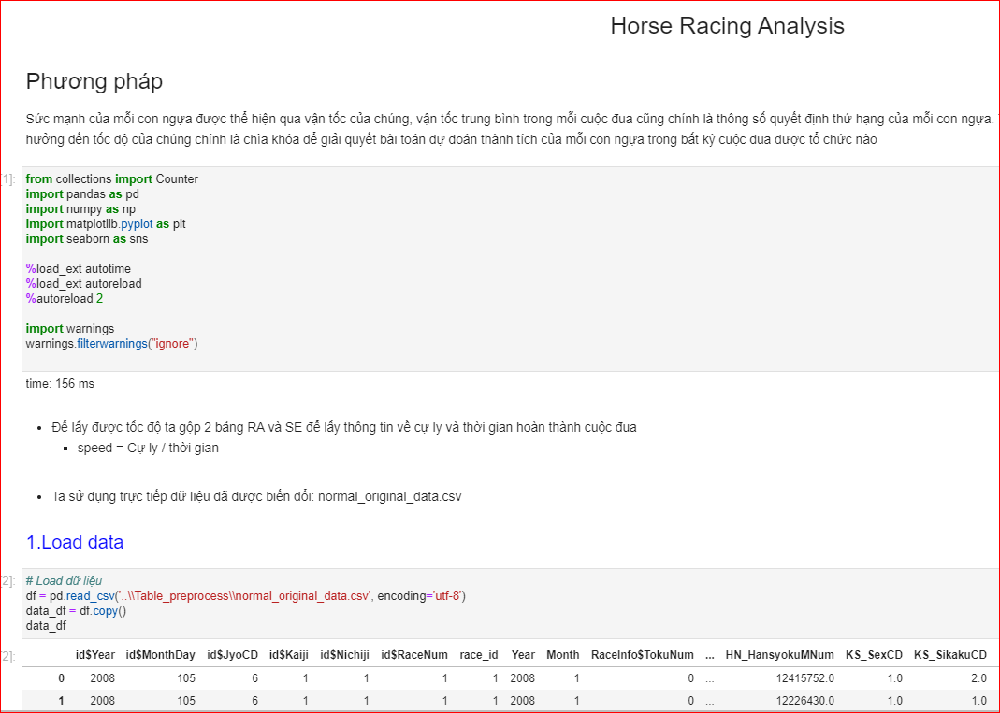 Horse Racing Analysis
Phương pháp
Sức mạnh của mỗi con ngựa được thể hiện qua vận tốc của chúng, vận tốc trung bình trong mỗi cuộc đua cũng chính là thông số quyết định thứ hạng của mỗi con ngựa.
hưởng đến tốc độ của chúng chính là chìa khóa để giải quyết bài toán dự đoán thành tích của mỗi con ngựa trong bất kỳ cuộc đua được tổ chức nào
1]:
from collections import Counter
import pandas as pd
import numpy as np
import matplotlib.pyplot as plt
import seaborn as sns
%load_ext autotime
%load_ext autoreload
%autoreload 2
import warnings
warnings.filterwarnings("ignore")
time: 156 ms
• Để lấy được tốc độ ta gộp 2 bảng RA và SE để lấy thông tin về cự ly và thời gian hoàn thành cuộc đua
▪ speed = Cự ly / thời gian
• Ta sử dụng trực tiếp dữ liệu đã được biến đổi: normal_original_data.csv
1.Load data
2]:
# Load dữ liệu
df = pd.read_csv('..\\Table_preprocess\\normal_original_data.csv', encoding='utf-8')
data_df = df.copy()
data_df
2]:
id$Year id$MonthDay id$JyoCD id$Kaiji id$Nichiji id$RaceNum race_id Year Month RaceInfo$TokuNum ... HN_HansyokuMNum KS_SexCD KS_SikakuCD
0 2008 105 6 1 1 1 1 2008 1 0 ... 12415752.0 1.0 2.0
1 2008 105 6 1 1 1 1 2008 1 0 ... 12226430.0 1.0 1.0